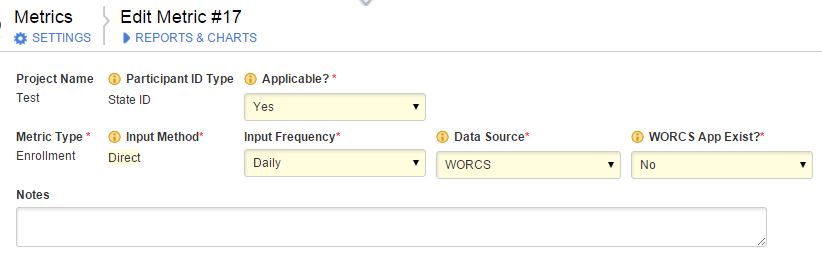 Metrics
Edit Metric #17
SETTINGS
REPORTS & CHARTS
Project Name Participant ID Type Applicable? *
Test State ID Yes
Metric Type * Input Method* Input Frequency* Data Source* WORCS App Exist?*
Enrollment Direct Daily WORCS No
Notes